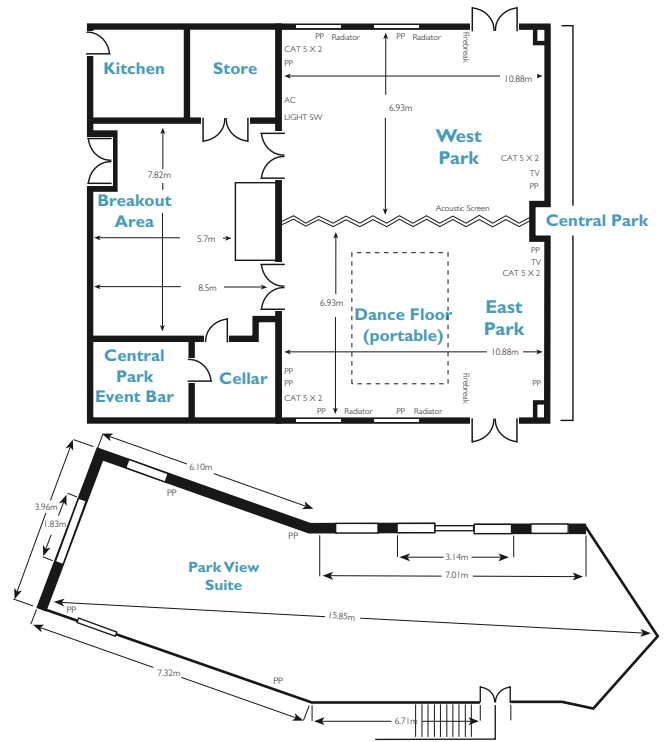 PP Radiator PP Radiator
Firebreak
CAT 5 X 2
PP
Kitchen
Store
10.88m
AC
6.93m
LIGHT SW
West
Park
CAT 5 X 2
TV
PP
7.82m
Breakout
Area
Acoustic Screen
Central Park
5.7m
PP
TV
CAT 5 X 2
8.5m
6.93m
Dance Floor
(portable)
East
Park
Central
Park
Event Bar
Cellar
10.88m
PP
PP
CAT 5 X 2
Firebreak
PP
PP Radiator PP Radiator
6.10m
3.96m
1.83m
PP
PP
3.14m
7.01m
Park View
Suite
PP
15.85m
7.32m
PP
6.71m